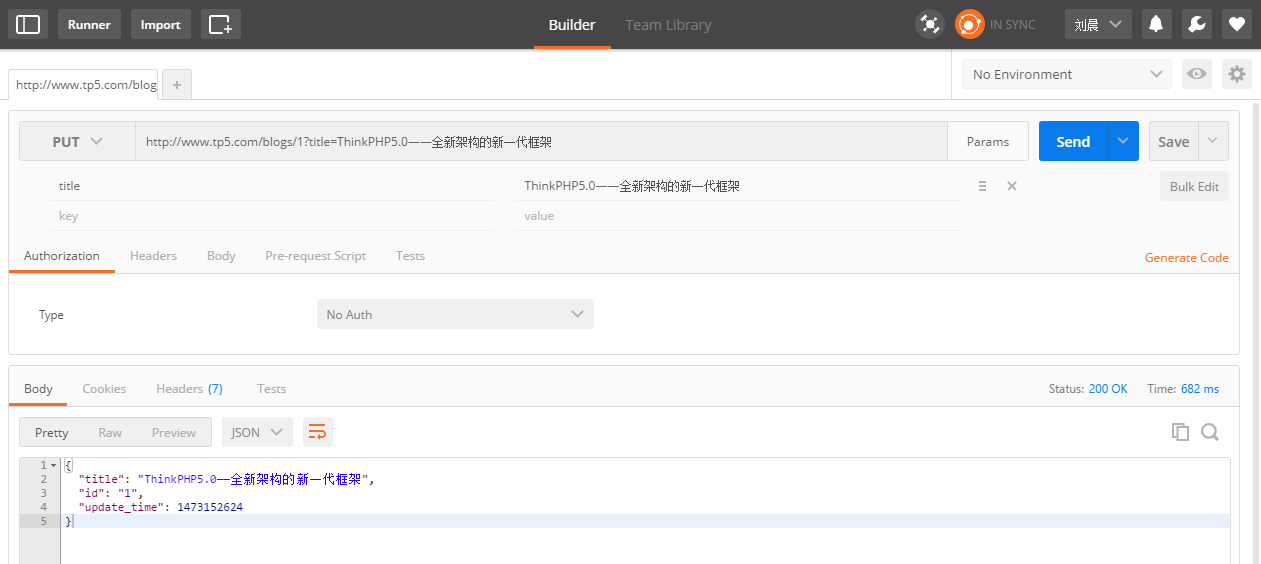 Runner Import Builder Team Library IN SYNC 刘晨
http://www.tp5.com/blog + No Environment
PUT http://www.tp5.com/blogs/1?title=ThinkPHP5.0——全新架构的新一代框架 Params Send Save
title ThinkPHP5.0——全新架构的新一代框架 Bulk Edit
key value
Authorization Headers Body Pre-request Script Tests Generate Code
Type No Auth
Body Cookies Headers (7) Tests Status: 200 OK Time: 682 ms
Pretty Raw Preview JSON
1 {
2 "title": "ThinkPHP5.0——全新架构的新一代框架",
3 "id": "1",
4 "update_time": 1473152624
5 }